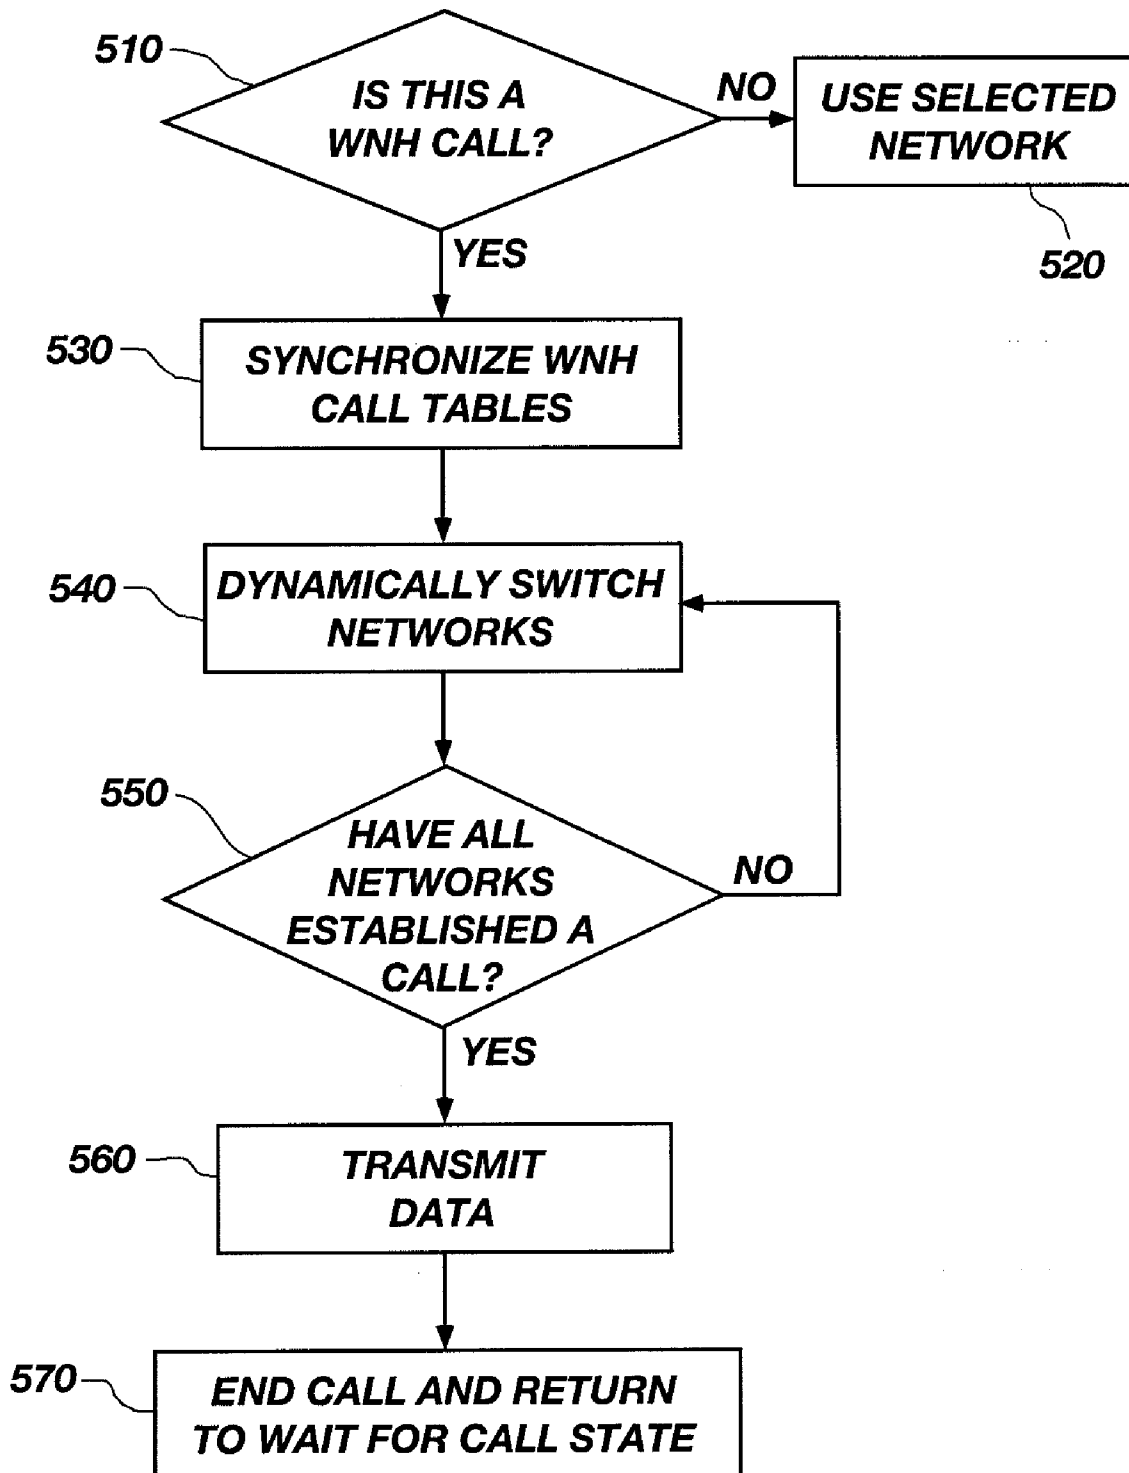 510
IS THIS A
WNH CALL?
NO
USE SELECTED
NETWORK
520
YES
530
SYNCHRONIZE WNH
CALL TABLES
540
DYNAMICALLY SWITCH
NETWORKS
550
HAVE ALL
NETWORKS
ESTABLISHED A
CALL?
NO
YES
560
TRANSMIT
DATA
570
END CALL AND RETURN
TO WAIT FOR CALL STATE